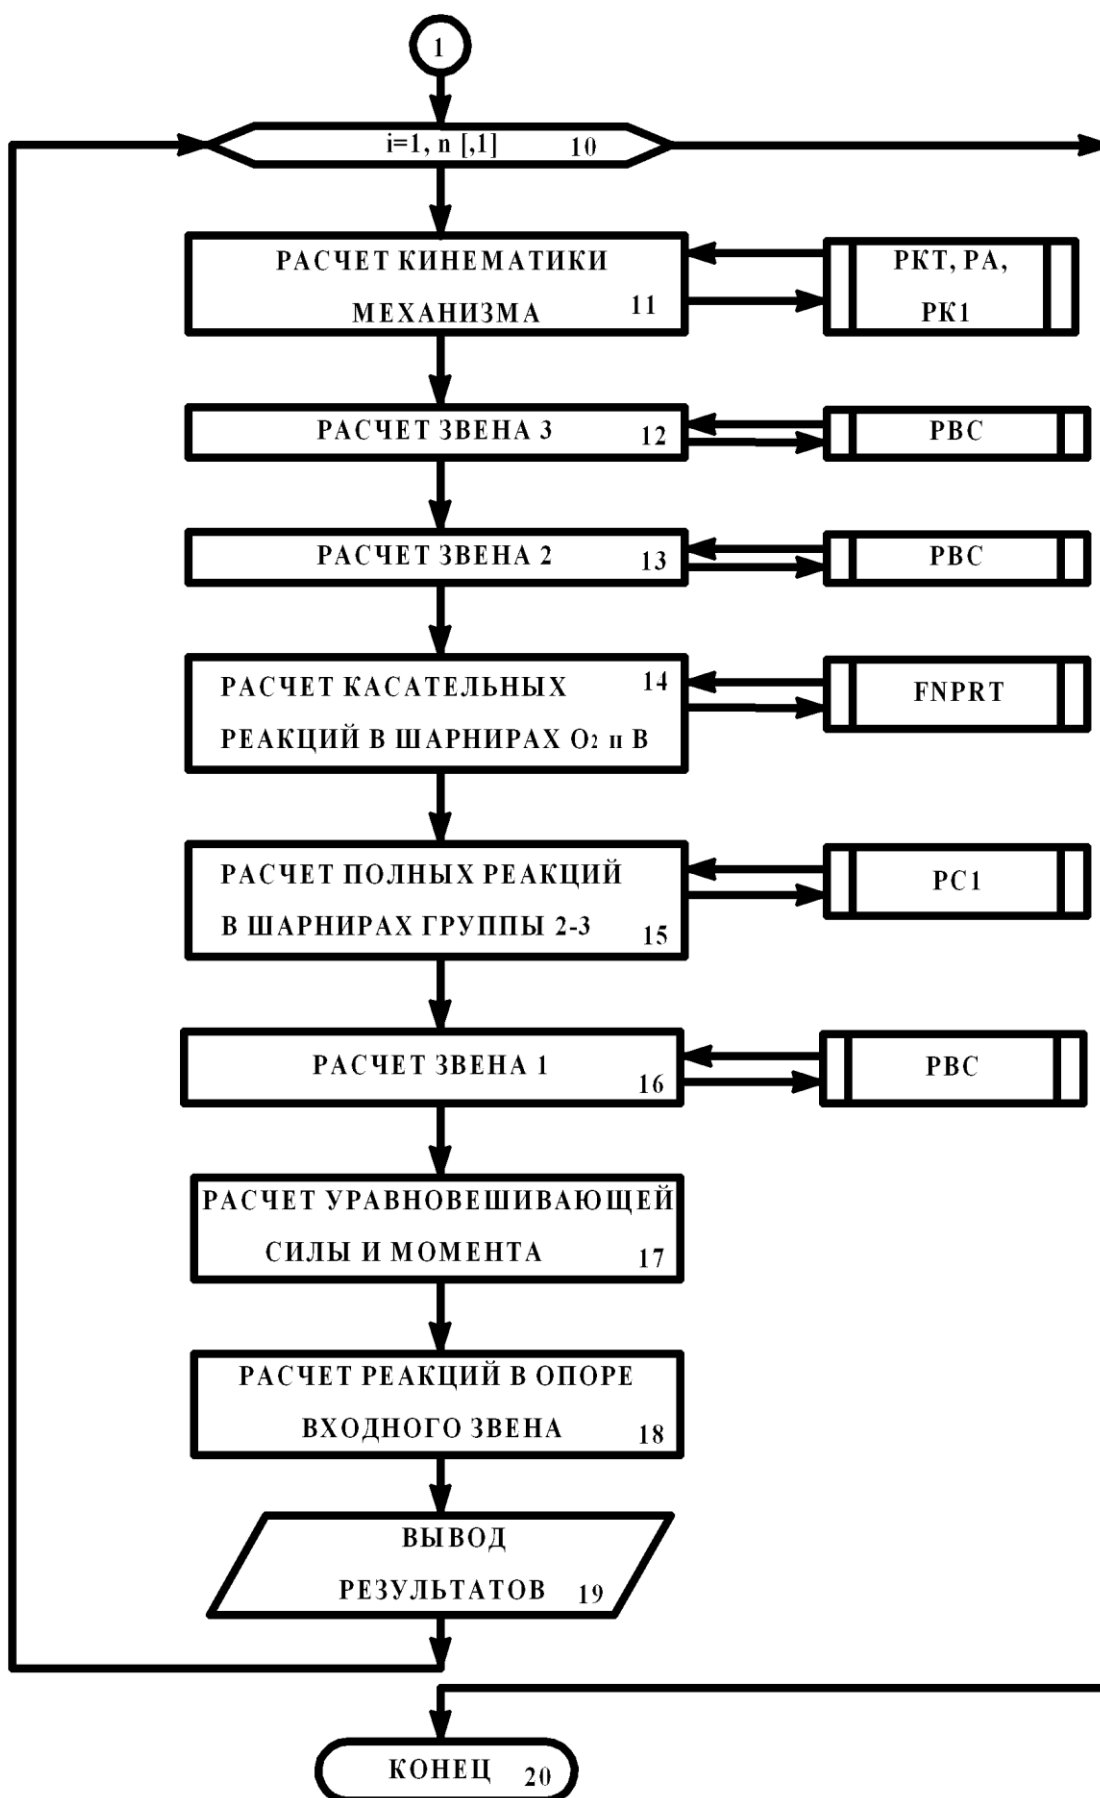 1
i=1, n [,1] 10
РАСЧЕТ КИНЕМАТИКИ
МЕХАНИЗМА 11
РКТ, РА,
РК1
РАСЧЕТ ЗВЕНА 3 12
РВС
РАСЧЕТ ЗВЕНА 2 13
РВС
РАСЧЕТ КАСАТЕЛЬНЫХ 14
РЕАКЦИЙ В ШАРНИРАХ O₂ и В
FNPRT
РАСЧЕТ ПОЛНЫХ РЕАКЦИЙ
В ШАРНИРАХ ГРУППЫ 2-3 15
РС1
РАСЧЕТ ЗВЕНА 1 16
РВС
РАСЧЕТ УРАВНОВЕШИВАЮЩЕЙ
СИЛЫ И МОМЕНТА 17
РАСЧЕТ РЕАКЦИЙ В ОПОРЕ
ВХОДНОГО ЗВЕНА 18
ВЫВОД
РЕЗУЛЬТАТОВ 19
КОНЕЦ 20